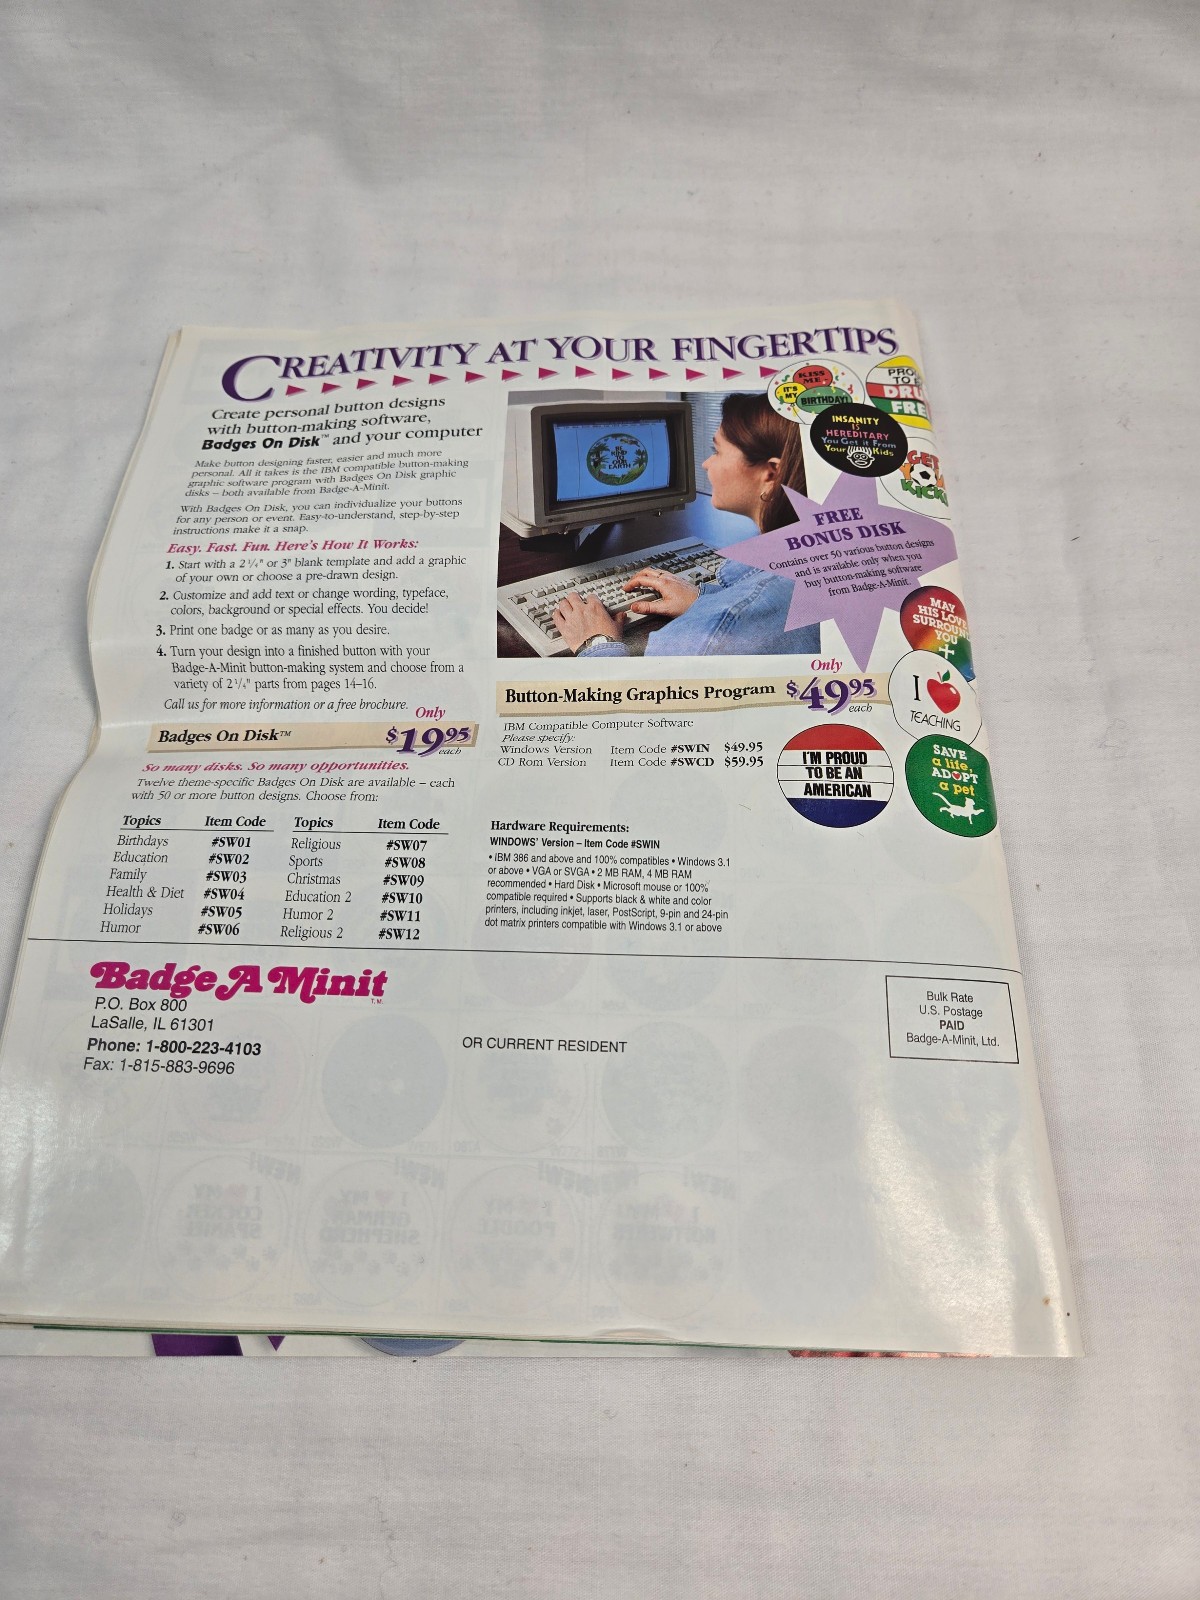 CREATIVITY AT YOUR FINGERTIPS
Create personal button designs
with button-making software,
Badges On Disk™ and your computer
Make button designing faster, easier and much more
personal. All it takes is the IBM compatible button-making
graphic software program with Badges On Disk graphic
disks – both available from Badge-A-Minit.
With Badges On Disk, you can individualize your buttons
for any person or event. Easy-to-understand, step-by-step
instructions make it a snap.
Easy. Fast. Fun. Here's How It Works:
1. Start with a 2 1/4" or 3" blank template and add a graphic
of your own or choose a pre-drawn design.
2. Customize and add text or change wording, typeface,
colors, background or special effects. You decide!
3. Print one badge or as many as you desire.
4. Turn your design into a finished button with your
Badge-A-Minit button-making system and choose from a
variety of 2 1/4" parts from pages 14–16.
Call us for more information or a free brochure.
Only
Badges On Disk™ $19.95
each
So many disks. So many opportunities.
Twelve theme-specific Badges On Disk are available – each
with 50 or more button designs. Choose from:
Topics Item Code Topics Item Code
Birthdays #SW01 Religious #SW07
Education #SW02 Sports #SW08
Family #SW03 Christmas #SW09
Health & Diet #SW04 Education 2 #SW10
Holidays #SW05 Humor 2 #SW11
Humor #SW06 Religious 2 #SW12
BE
KIND
TO
OUR
EARTH
KISS
ME
IT'S
MY
BIRTHDAY!
DRU
FRE
INSANITY
IS
HEREDITARY
You Get it From
Your Kids
GET
KICK
FREE
BONUS DISK
Contains over 50 various button designs
and is available only when you
buy button-making software
from Badge-A-Minit.
MAY
HIS LOVE
SURROUND
YOU
I
TEACHING
SAVE
a life,
ADOPT
a pet
I'M PROUD
TO BE AN
AMERICAN
Only
Button-Making Graphics Program $49.95
each
IBM Compatible Computer Software
Please specify:
Windows Version Item Code #SWIN $49.95
CD Rom Version Item Code #SWCD $59.95
Hardware Requirements:
WINDOWS' Version – Item Code #SWIN
• IBM 386 and above and 100% compatibles • Windows 3.1
or above • VGA or SVGA • 2 MB RAM, 4 MB RAM
recommended • Hard Disk • Microsoft mouse or 100%
compatible required • Supports black & white and color
printers, including inkjet, laser, PostScript, 9-pin and 24-pin
dot matrix printers compatible with Windows 3.1 or above
Badge A Minit
T.M.
P.O. Box 800
LaSalle, IL 61301
Phone: 1-800-223-4103
Fax: 1-815-883-9696
OR CURRENT RESIDENT
Bulk Rate
U.S. Postage
PAID
Badge-A-Minit, Ltd.